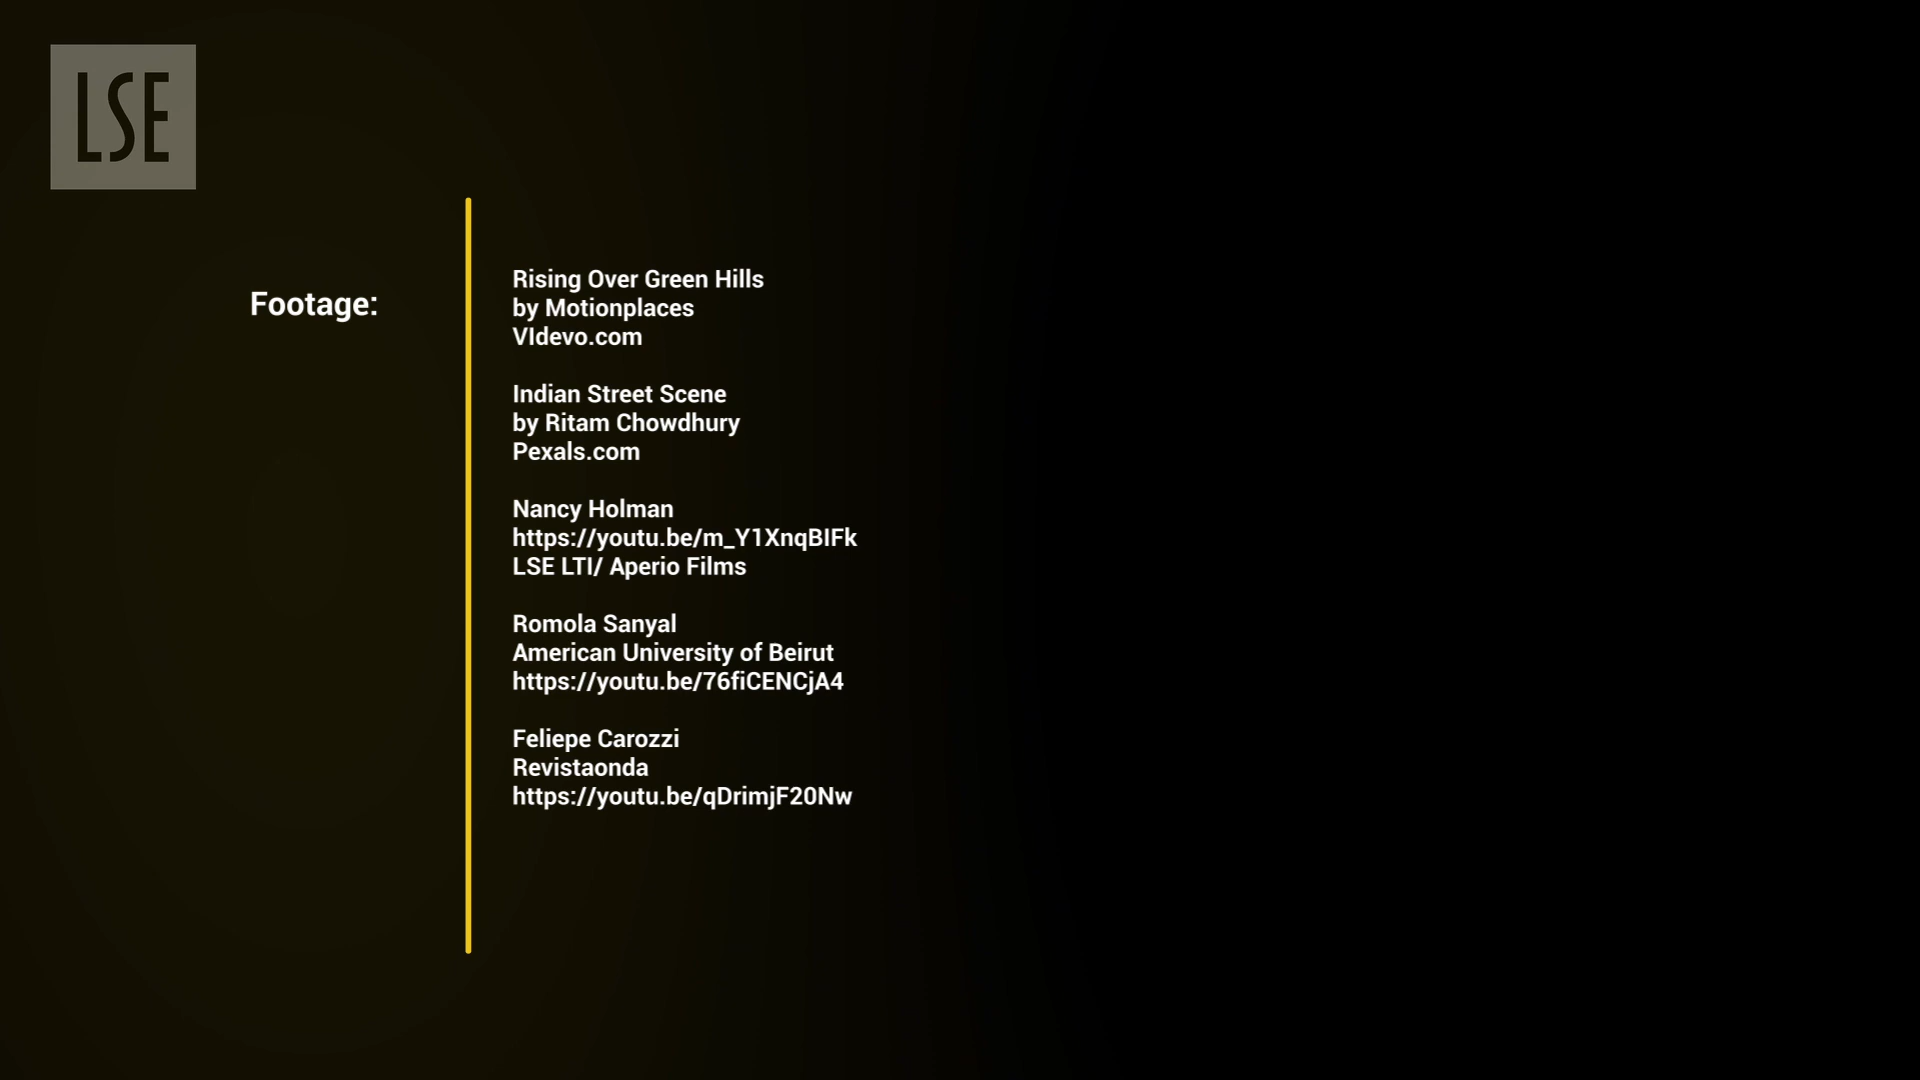 LSE
Footage:
Rising Over Green Hills
by Motionplaces
VIdevo.com
Indian Street Scene
by Ritam Chowdhury
Pexals.com
Nancy Holman
https://youtu.be/m_Y1XnqBIFk
LSE LTI/ Aperio Films
Romola Sanyal
American University of Beirut
https://youtu.be/76fiCENCjA4
Feliepe Carozzi
Revistaonda
https://youtu.be/qDrimjF20Nw